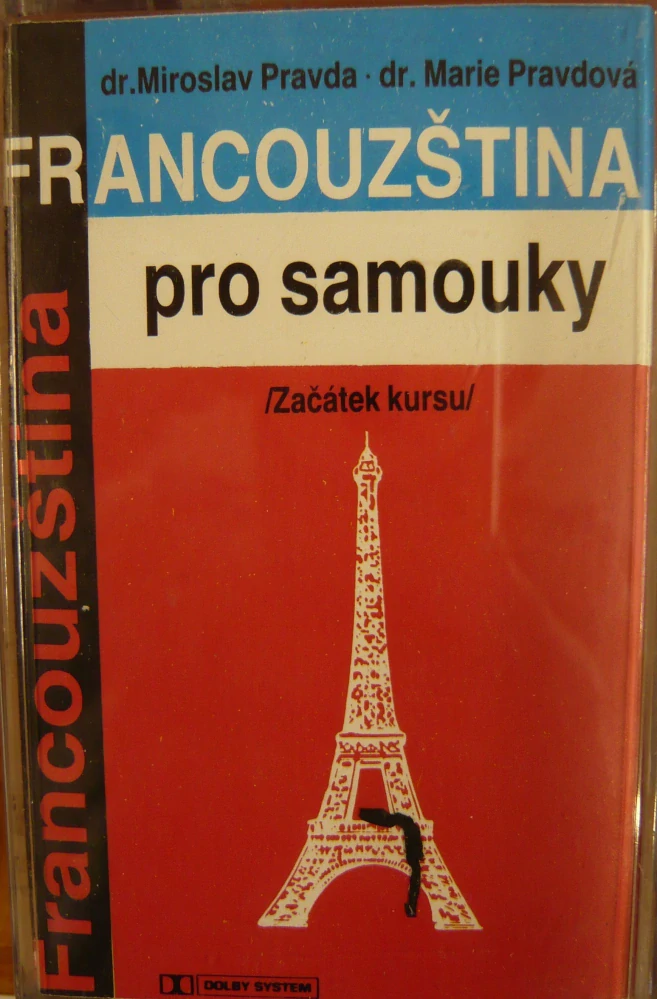 dr.Miroslav Pravda · dr. Marie Pravdová
FRANCOUZŠTINA
pro samouky
/Začátek kursu/
Francouzština
DOLBY SYSTEM